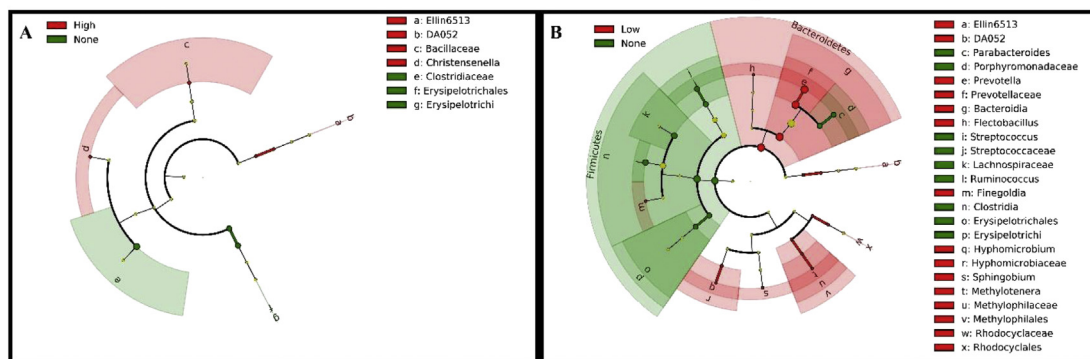 A
High
None
a: Ellin6513
b: DA052
c: Bacillaceae
d: Christensenella
e: Clostridiaceae
f: Erysipelotrichales
g: Erysipelotrichi
c
d
b
a
B
Low
None
Bacteroidetes
Firmicutes
h
f
g
s
d
c
i
k
n
m
b
a
x
w
v
u
t
s
r
o
a: Ellin6513
b: DA052
c: Parabacteroides
d: Porphyromonadaceae
e: Prevotella
f: Prevotellaceae
g: Bacteroidia
h: Flectobacillus
i: Streptococcus
j: Streptococcaceae
k: Lachnospiraceae
l: Ruminococcus
m: Finegoldia
n: Clostridia
o: Erysipelotrichales
p: Erysipelotrichi
q: Hyphomicrobium
r: Hyphomicrobiaceae
s: Sphingobium
t: Methylotenera
u: Methylophilaceae
v: Methylophilales
w: Rhodocyclaceae
x: Rhodocyclales